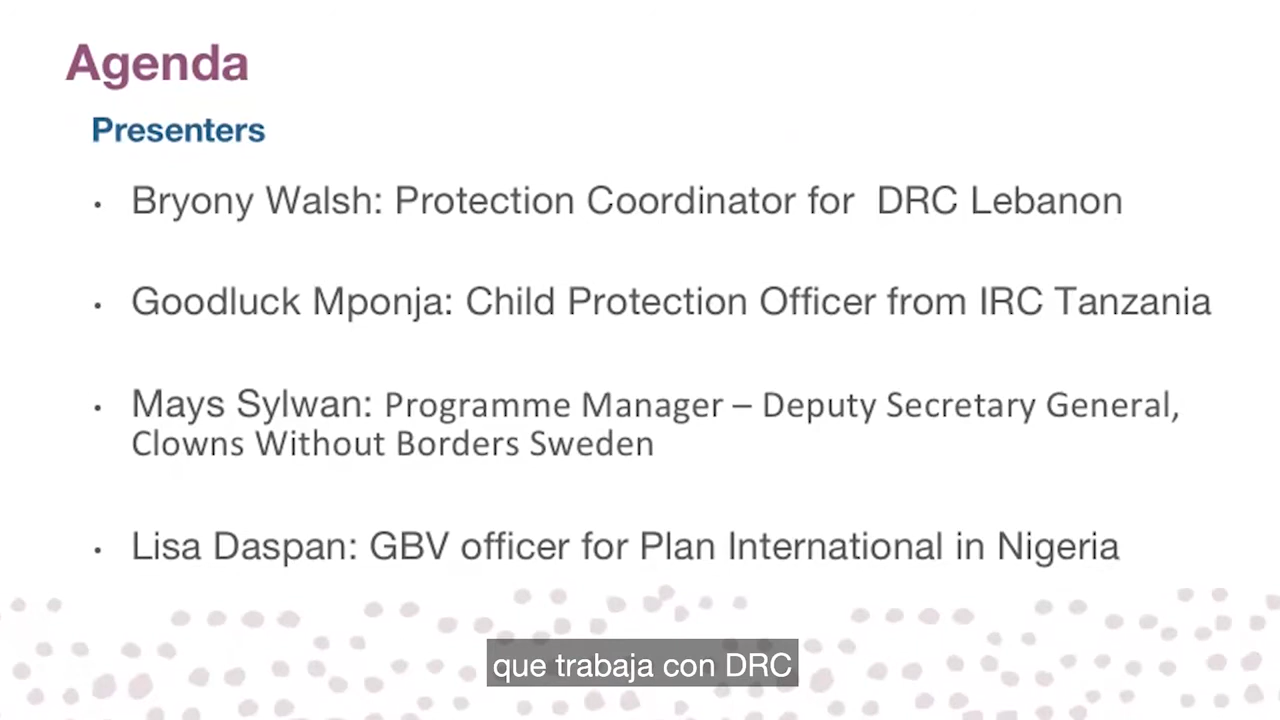 Agenda
Presenters
• Bryony Walsh: Protection Coordinator for  DRC Lebanon
• Goodluck Mponja: Child Protection Officer from IRC Tanzania
• Mays Sylwan: Programme Manager – Deputy Secretary General,
Clowns Without Borders Sweden
• Lisa Daspan: GBV officer for Plan International in Nigeria
que trabaja con DRC